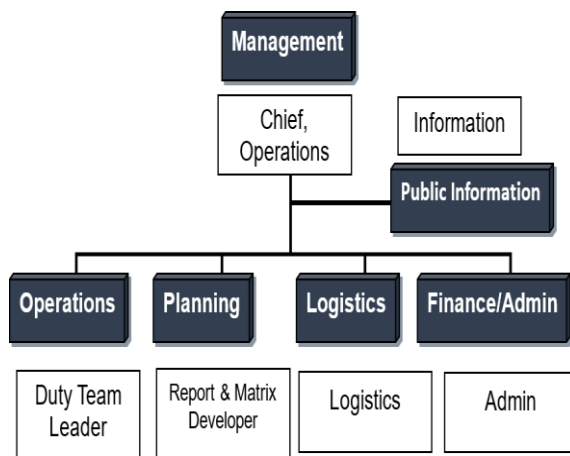 Management
Chief,
Operations
Information
Public Information
Operations
Planning
Logistics
Finance/Admin
Duty Team
Leader
Report & Matrix
Developer
Logistics
Admin